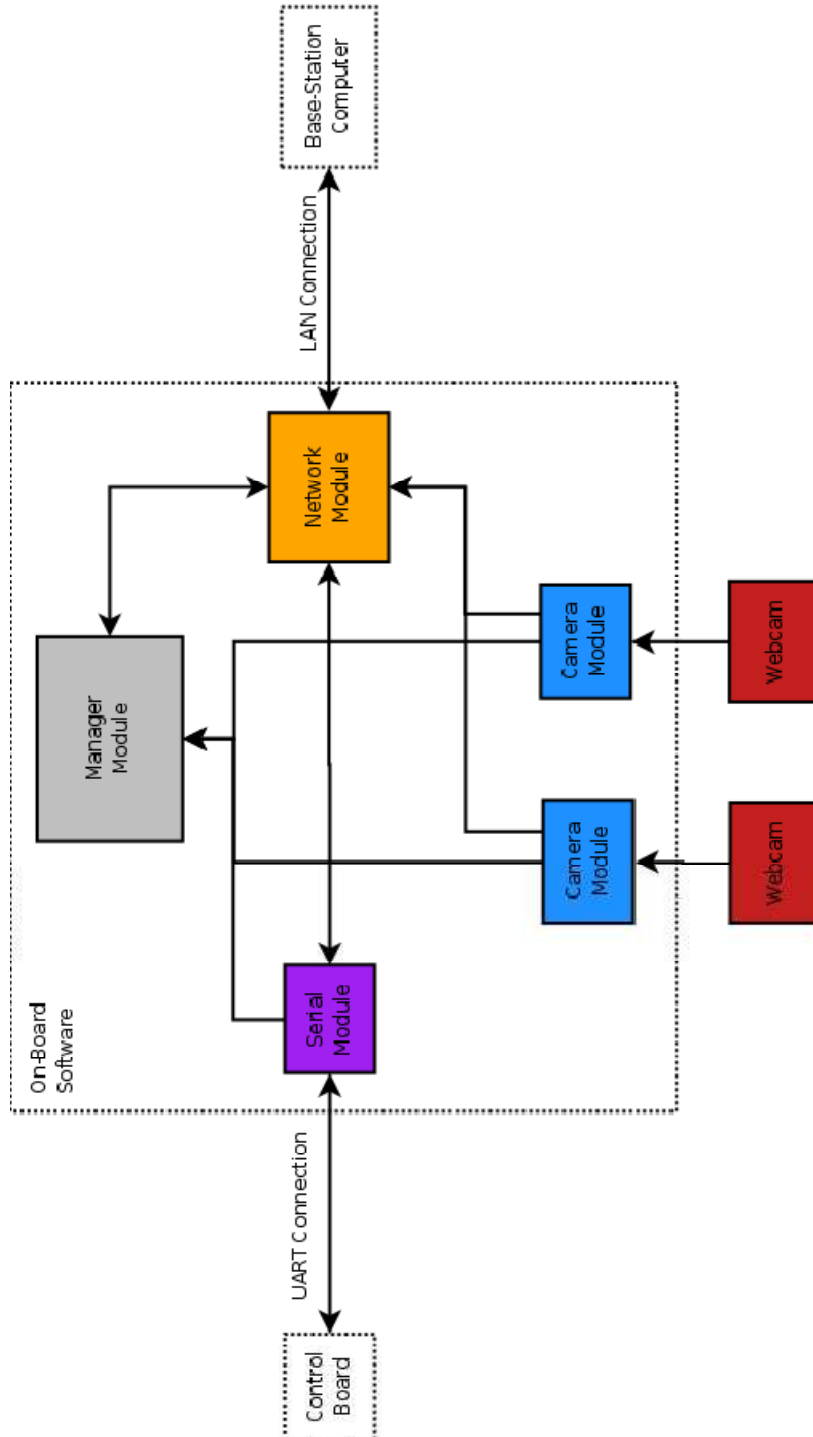 On-Board
Software
Manager
Module
Control
Board
UART Connection
Serial
Module
Network
Module
LAN Connection
Base-Station
Computer
Camera
Module
Camera
Module
Webcam
Webcam